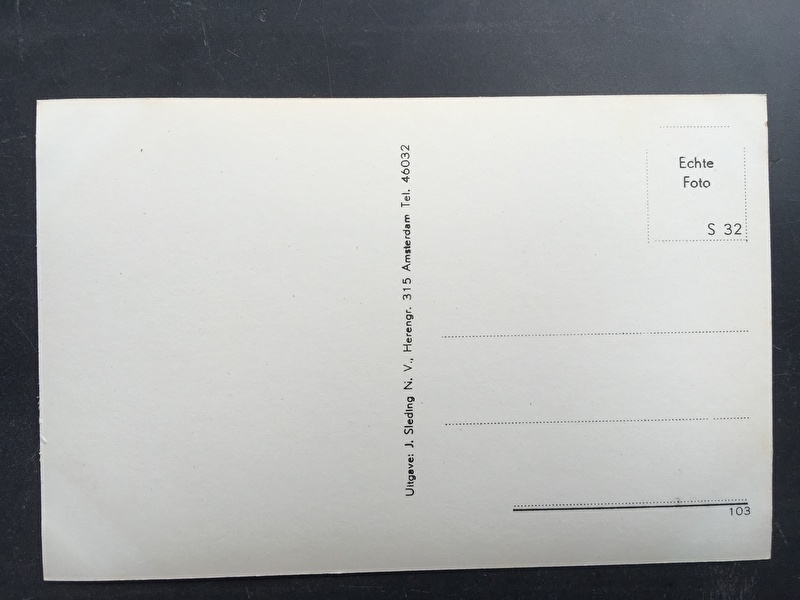 Uitgave: J. Sleding N. V., Herengr. 315 Amsterdam Tel. 46032
Echte
Foto
S 32
103